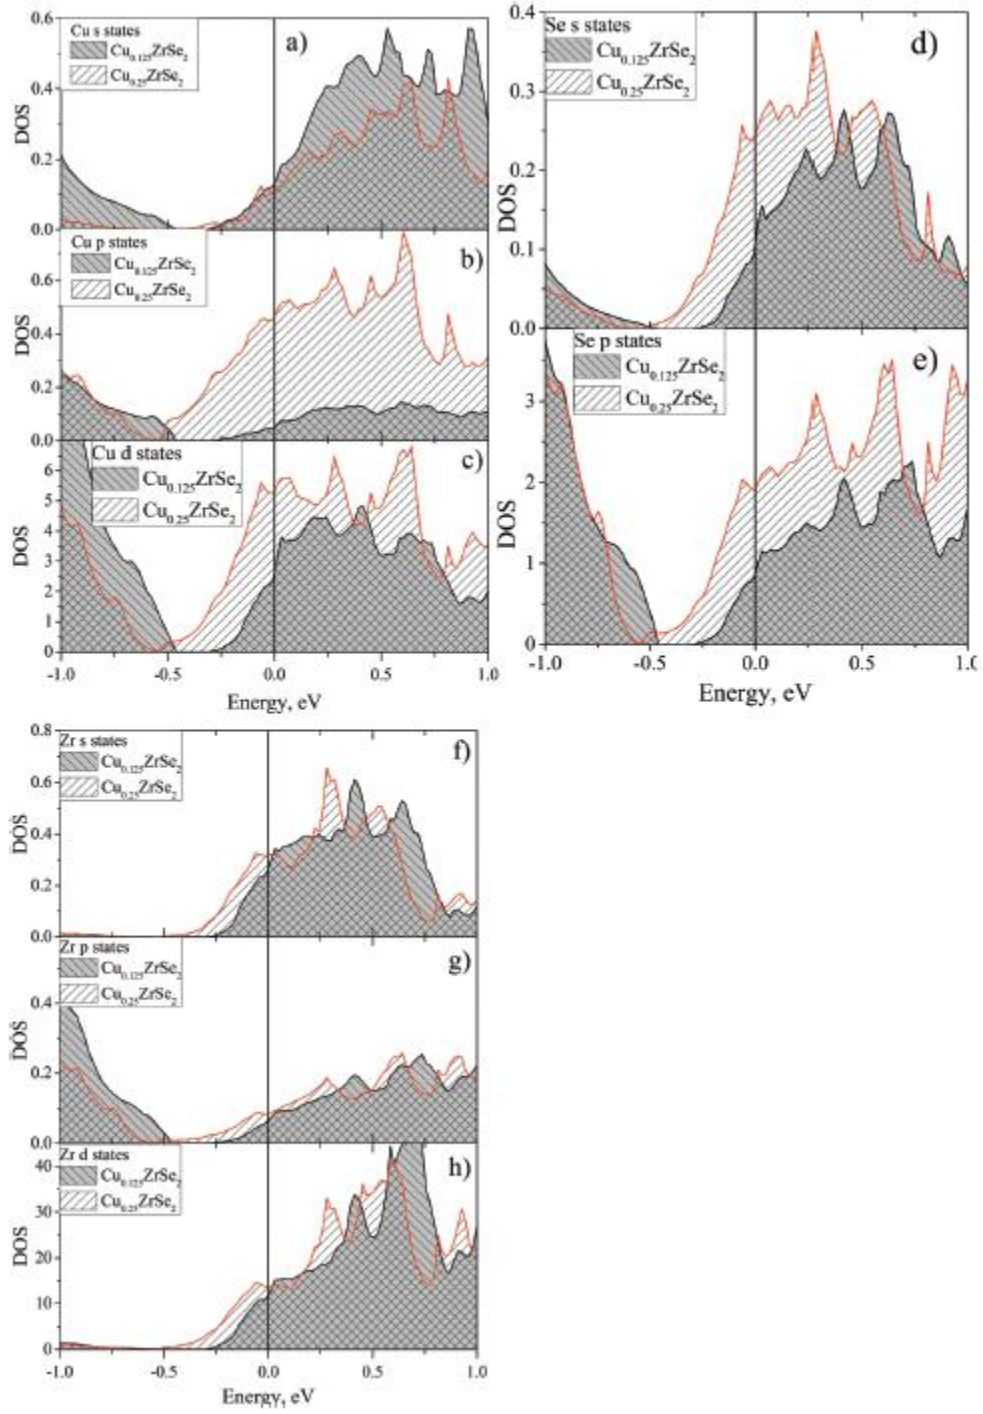 Cu s states
Cu0.125ZrSe2
Cu0.25ZrSe2
a)
DOS
0.6
0.4
0.2
0.0
Cu p states
Cu0.125ZrSe2
Cu0.25ZrSe2
b)
DOS
0.6
0.4
0.2
0.0
Cu d states
Cu0.125ZrSe2
Cu0.25ZrSe2
c)
DOS
6
5
4
3
2
1
0
-1.0 -0.5 0.0 0.5 1.0
Energy, eV
Se s states
Cu0.125ZrSe2
Cu0.25ZrSe2
d)
DOS
0.4
0.3
0.2
0.1
0.0
Se p states
Cu0.125ZrSe2
Cu0.25ZrSe2
e)
DOS
3
2
1
0
-1.0 -0.5 0.0 0.5 1.0
Energy, eV
Zr s states
Cu0.125ZrSe2
Cu0.25ZrSe2
f)
DOS
0.8
0.6
0.4
0.2
0.0
Zr p states
Cu0.125ZrSe2
Cu0.25ZrSe2
g)
DOS
0.4
0.2
0.0
Zr d states
Cu0.125ZrSe2
Cu0.25ZrSe2
h)
DOS
40
30
20
10
0
-1.0 -0.5 0.0 0.5 1.0
Energy, eV